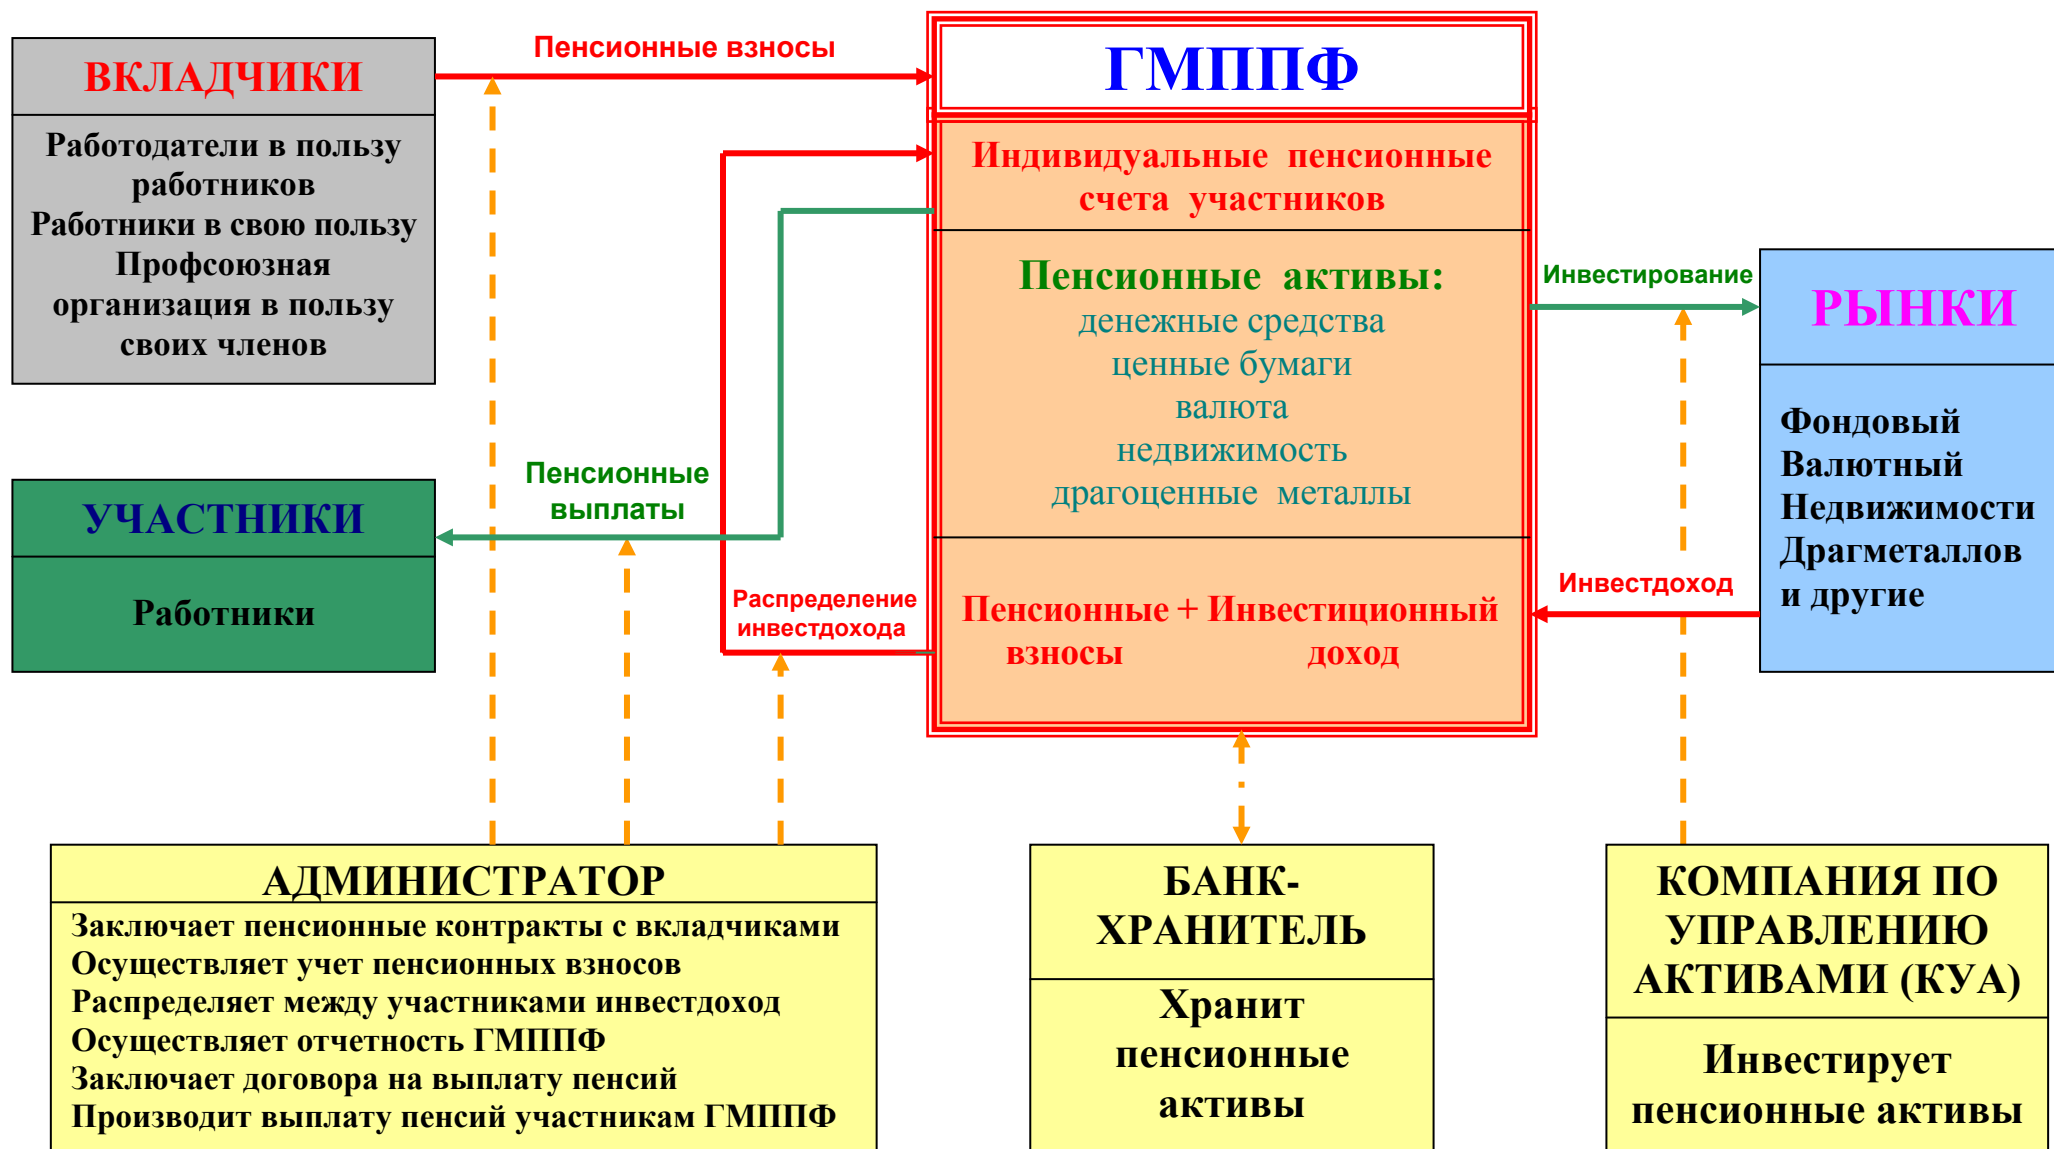 Пенсионные взносы
ВКЛАДЧИКИ
Работодатели в пользу
работников
Работники в свою пользу
Профсоюзная
организация в пользу
своих членов
ГМППФ
Индивидуальные пенсионные
счета участников
Пенсионные активы:
денежные средства
ценные бумаги
валюта
недвижимость
драгоценные металлы
Пенсионные + Инвестиционный
взносы доход
Инвестирование
РЫНКИ
Фондовый
Валютный
Недвижимости
Драгметаллов
и другие
Инвестдоход
Пенсионные
выплаты
УЧАСТНИКИ
Работники
Распределение
инвестдохода
АДМИНИСТРАТОР
Заключает пенсионные контракты с вкладчиками
Осуществляет учет пенсионных взносов
Распределяет между участниками инвестдоход
Осуществляет отчетность ГМППФ
Заключает договора на выплату пенсий
Производит выплату пенсий участникам ГМППФ
БАНК-
ХРАНИТЕЛЬ
Хранит
пенсионные
активы
КОМПАНИЯ ПО
УПРАВЛЕНИЮ
АКТИВАМИ (КУА)
Инвестирует
пенсионные активы